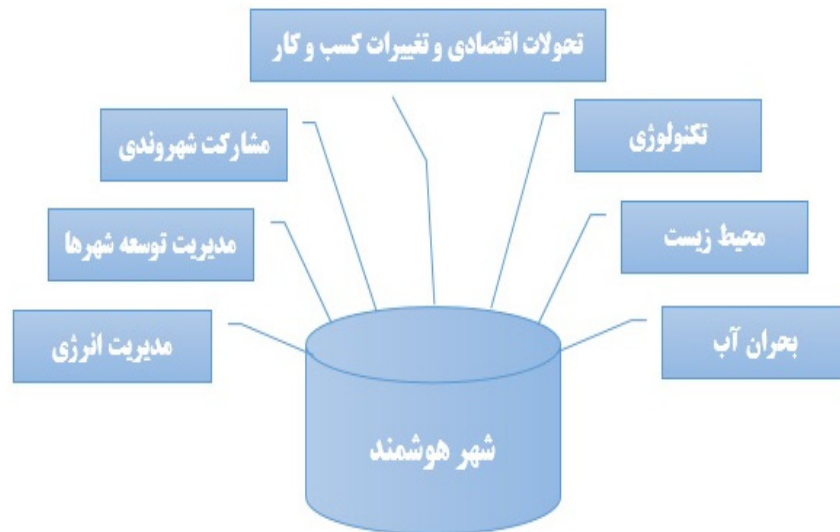 تحولات اقتصادی و تغییرات کسب و کار
تکنولوژی
مشارکت شهروندی
محیط زیست
مدیریت توسعه شهرها
بحران آب
مدیریت انرژی
شهر هوشمند